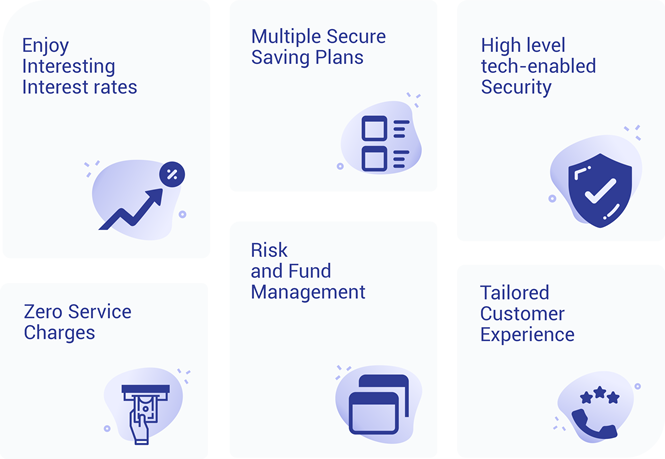 Enjoy
Interesting
Interest rates
Multiple Secure
Saving Plans
High level
tech-enabled
Security
Zero Service
Charges
Risk
and Fund
Management
Tailored
Customer
Experience